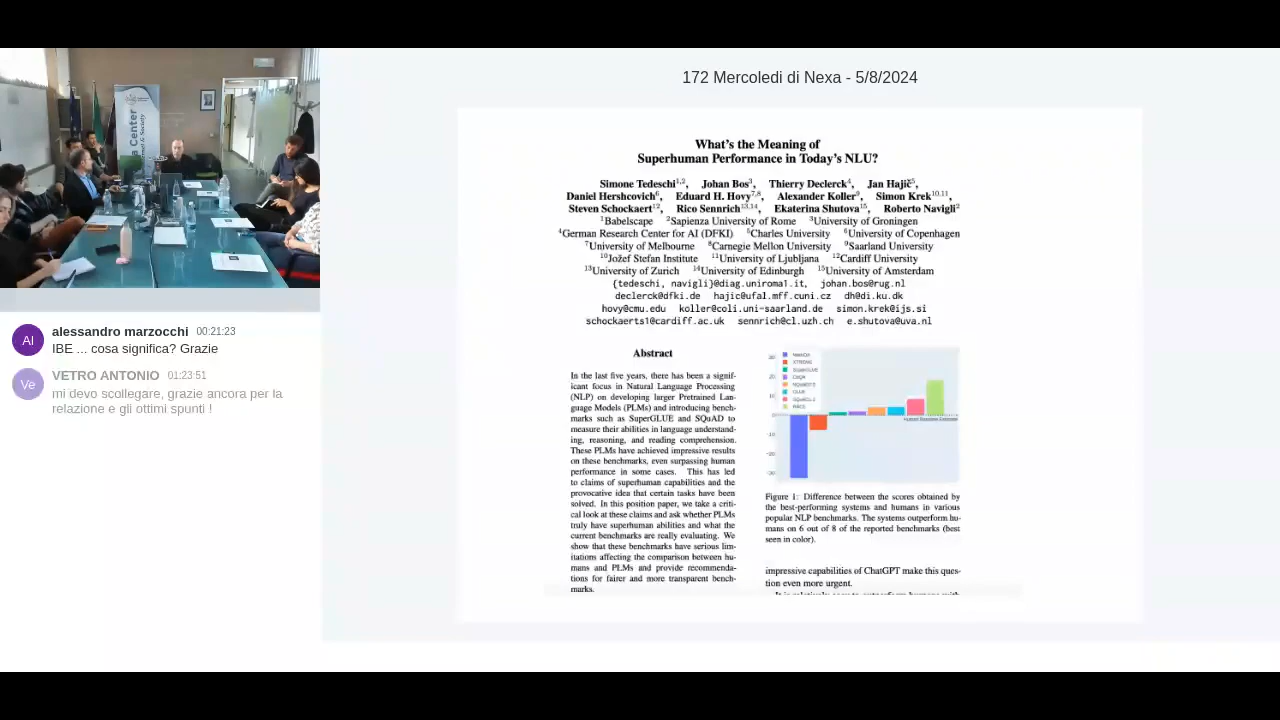 172 Mercoledi di Nexa - 5/8/2024
a Center
& Society
AI
alessandro marzocchi 00:21:23
IBE ... cosa significa? Grazie
Ve
VETRO ANTONIO 01:23:51
mi devo scollegare, grazie ancora per la
relazione e gli ottimi spunti !
What's the Meaning of
Superhuman Performance in Today's NLU?
Simone Tedeschi1,2, Johan Bos3, Thierry Declerck4, Jan Hajič5,
Daniel Hershcovich6, Eduard H. Hovy7,8, Alexander Koller9, Simon Krek10,11,
Steven Schockaert12, Rico Sennrich13,14, Ekaterina Shutova15, Roberto Navigli2
1Babelscape 2Sapienza University of Rome 3University of Groningen
4German Research Center for AI (DFKI) 5Charles University 6University of Copenhagen
7University of Melbourne 8Carnegie Mellon University 9Saarland University
10Jožef Stefan Institute 11University of Ljubljana 12Cardiff University
13University of Zurich 14University of Edinburgh 15University of Amsterdam
{tedeschi, navigli}@diag.uniroma1.it, johan.bos@rug.nl
declerck@dfki.de hajic@ufal.mff.cuni.cz dh@di.ku.dk
hovy@cmu.edu koller@coli.uni-saarland.de simon.krek@ijs.si
schockaerts1@cardiff.ac.uk sennrich@cl.uzh.ch e.shutova@uva.nl
Abstract
In the last five years, there has been a signif-
icant focus in Natural Language Processing
(NLP) on developing larger Pretrained Lan-
guage Models (PLMs) and introducing bench-
marks such as SuperGLUE and SQuAD to
measure their abilities in language understand-
ing, reasoning, and reading comprehension.
These PLMs have achieved impressive results
on these benchmarks, even surpassing human
performance in some cases. This has led
to claims of superhuman capabilities and the
provocative idea that certain tasks have been
solved. In this position paper, we take a criti-
cal look at these claims and ask whether PLMs
truly have superhuman abilities and what the
current benchmarks are really evaluating. We
show that these benchmarks have serious lim-
itations affecting the comparison between hu-
mans and PLMs and provide recommenda-
tions for fairer and more transparent bench-
marks.
XTREME
SuperGLUE
GLUE
20
10
0
-10
-20
-30
Figure 1: Difference between the scores obtained by
the best-performing systems and humans in various
popular NLP benchmarks. The systems outperform hu-
mans on 6 out of 8 of the reported benchmarks (best
seen in color).
impressive capabilities of ChatGPT make this ques-
tion even more urgent.